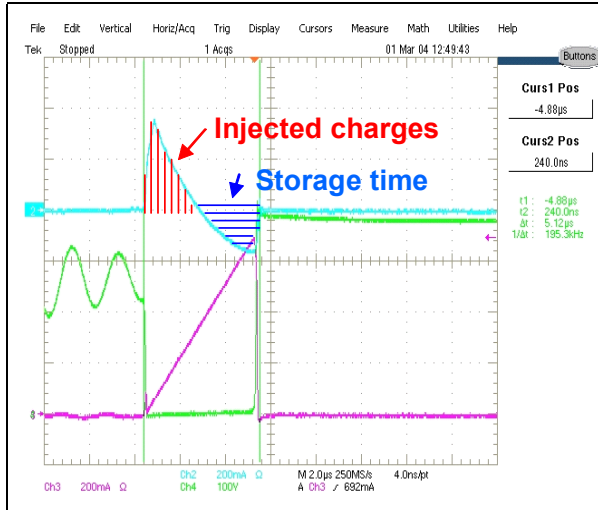 File Edit Vertical Horiz/Acq Trig Display Cursors Measure Math Utilities Help
Tek Stopped 1 Acqs 01 Mar 04 12:49:43
Buttons
Curs1 Pos
-4.88µs
Curs2 Pos
240.0ns
t1 : -4.88µs
t2 : 240.0ns
Δt : 5.12µs
1/Δt : 195.3kHz
Injected charges
Storage time
Ch2 200mA Ω M 2.0µs 250MS/s 4.0ns/pt
Ch3 200mA Ω Ch4 100V A Ch3 / 692mA